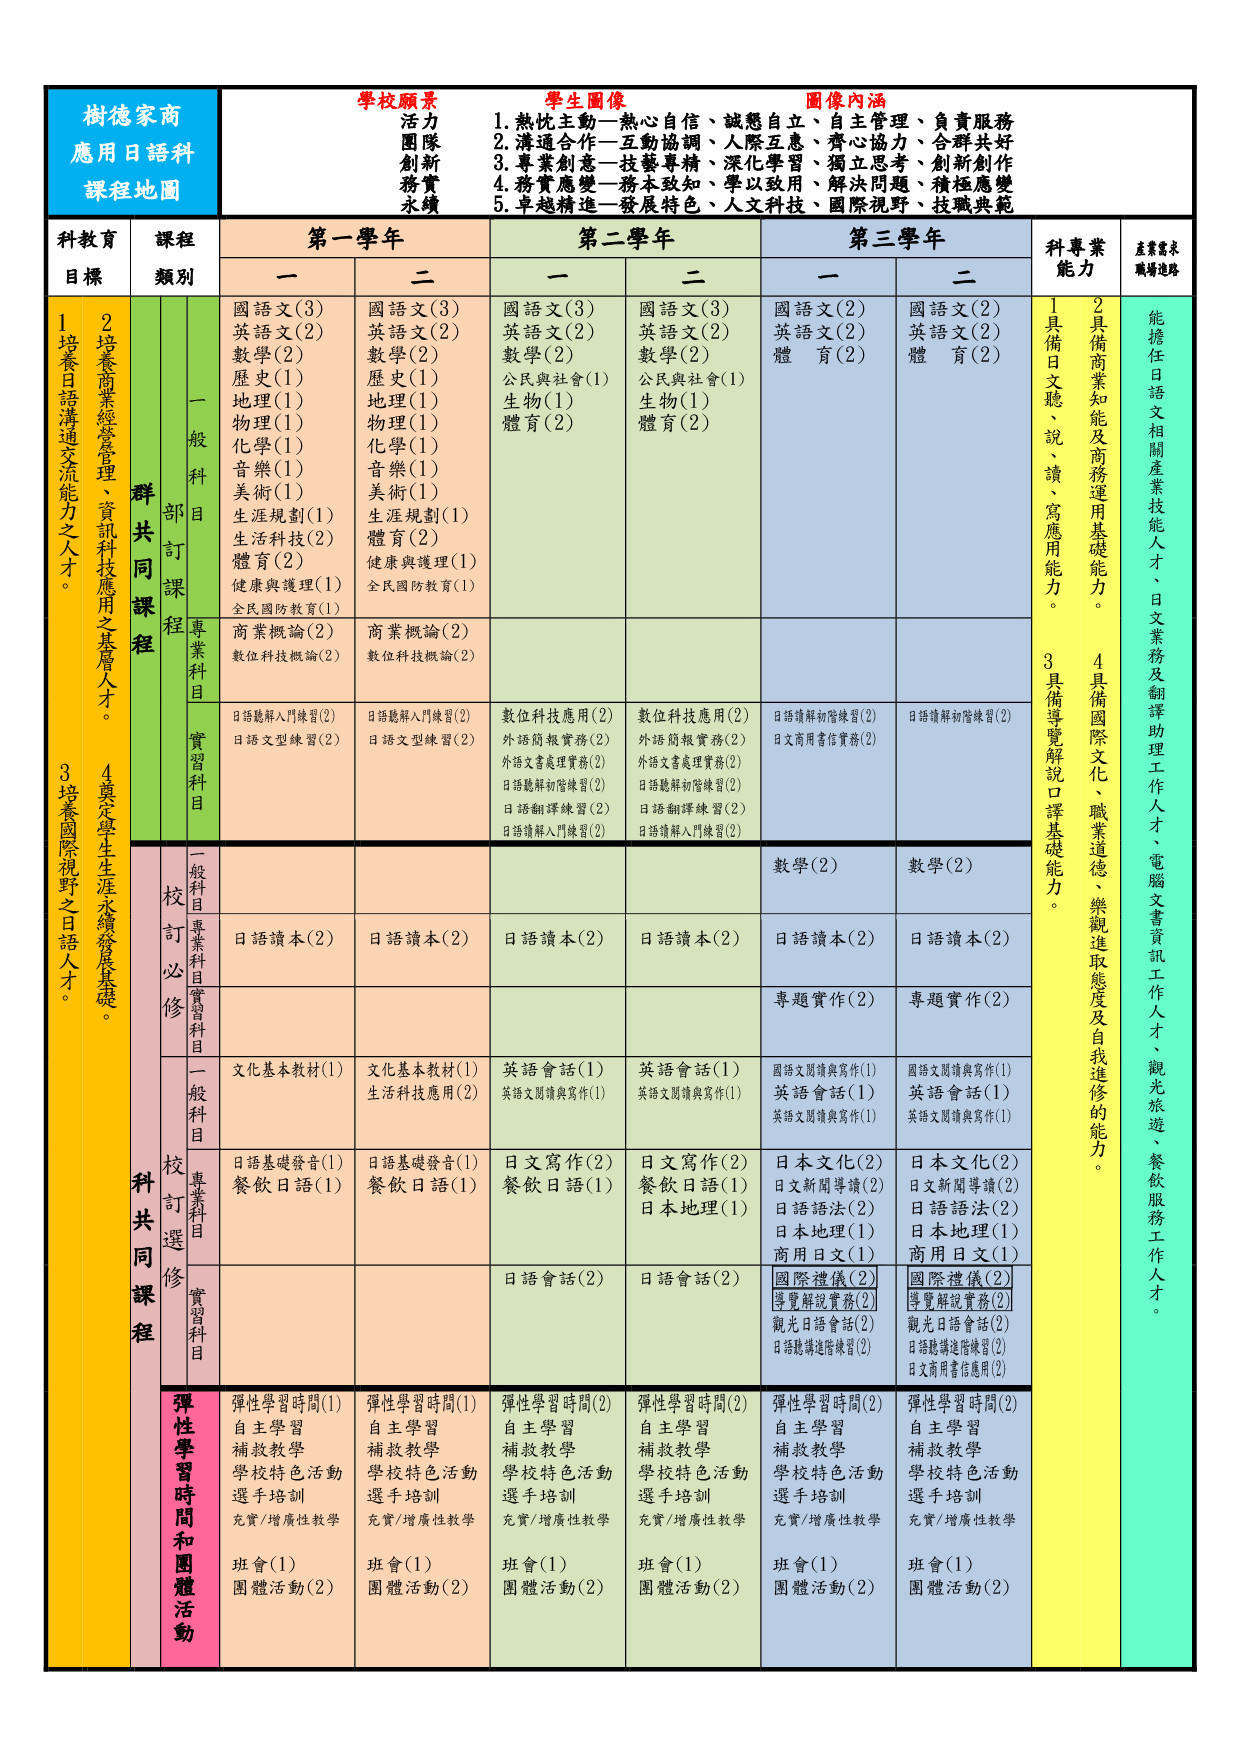 樹德家商
應用日語科
課程地圖
學校願景
活力
團隊
創新
務實
永續
學生圖像 圖像內涵
1.熱忱主動—熱心自信、誠懇自立、自主管理、負責服務
2.溝通合作—互動協調、人際互惠、齊心協力、合群共好
3.專業創意—技藝專精、深化學習、獨立思考、創新創作
4.務實應變—務本致知、學以致用、解決問題、積極應變
5.卓越精進—發展特色、人文科技、國際視野、技職典範
科教育
目標
課程
類別
第一學年
第二學年
第三學年
一
二
一
二
一
二
科專業
能力
產業需求
職場進路
1培養日語溝通交流能力之人才。
2培養商業經營管理、資訊科技應用之基層人才。
3培養國際視野之日語人才。
4奠定學生生涯永續發展基礎。
群共同課程
部訂課程
一般科目
國語文(3)
英語文(2)
數學(2)
歷史(1)
地理(1)
物理(1)
化學(1)
音樂(1)
美術(1)
生涯規劃(1)
生活科技(2)
體育(2)
健康與護理(1)
全民國防教育(1)
國語文(3)
英語文(2)
數學(2)
歷史(1)
地理(1)
物理(1)
化學(1)
音樂(1)
美術(1)
生涯規劃(1)
體育(2)
健康與護理(1)
全民國防教育(1)
國語文(3)
英語文(2)
數學(2)
公民與社會(1)
生物(1)
體育(2)
國語文(3)
英語文(2)
數學(2)
公民與社會(1)
生物(1)
體育(2)
國語文(2)
英語文(2)
體 育(2)
國語文(2)
英語文(2)
體 育(2)
專業科目
商業概論(2)
數位科技概論(2)
商業概論(2)
數位科技概論(2)
實習科目
日語聽解入門練習(2)
日語文型練習(2)
日語聽解入門練習(2)
日語文型練習(2)
數位科技應用(2)
外語簡報實務(2)
外語文書處理實務(2)
日語聽解初階練習(2)
日語翻譯練習(2)
日語讀解入門練習(2)
數位科技應用(2)
外語簡報實務(2)
外語文書處理實務(2)
日語聽解初階練習(2)
日語翻譯練習(2)
日語讀解入門練習(2)
日語讀解初階練習(2)
日文商用書信實務(2)
日語讀解初階練習(2)
科共同課程
校訂必修
一般科目
數學(2)
數學(2)
專業科目
日語讀本(2)
日語讀本(2)
日語讀本(2)
日語讀本(2)
日語讀本(2)
日語讀本(2)
實習科目
專題實作(2)
專題實作(2)
校訂選修
一般科目
文化基本教材(1)
文化基本教材(1)
生活科技應用(2)
英語會話(1)
英語文閱讀與寫作(1)
英語會話(1)
英語文閱讀與寫作(1)
國語文閱讀與寫作(1)
英語會話(1)
英語文閱讀與寫作(1)
國語文閱讀與寫作(1)
英語會話(1)
英語文閱讀與寫作(1)
專業科目
日語基礎發音(1)
餐飲日語(1)
日語基礎發音(1)
餐飲日語(1)
日文寫作(2)
餐飲日語(1)
日文寫作(2)
餐飲日語(1)
日本地理(1)
日本文化(2)
日文新聞導讀(2)
日語語法(2)
日本地理(1)
商用日文(1)
日本文化(2)
日文新聞導讀(2)
日語語法(2)
日本地理(1)
商用日文(1)
實習科目
日語會話(2)
日語會話(2)
國際禮儀(2)
導覽解說實務(2)
觀光日語會話(2)
日語聽講進階練習(2)
國際禮儀(2)
導覽解說實務(2)
觀光日語會話(2)
日語聽講進階練習(2)
日文商用書信應用(2)
彈性學習時間和團體活動
彈性學習時間(1)
自主學習
補救教學
學校特色活動
選手培訓
充實/增廣性教學
班會(1)
團體活動(2)
彈性學習時間(1)
自主學習
補救教學
學校特色活動
選手培訓
充實/增廣性教學
班會(1)
團體活動(2)
彈性學習時間(2)
自主學習
補救教學
學校特色活動
選手培訓
充實/增廣性教學
班會(1)
團體活動(2)
彈性學習時間(2)
自主學習
補救教學
學校特色活動
選手培訓
充實/增廣性教學
班會(1)
團體活動(2)
彈性學習時間(2)
自主學習
補救教學
學校特色活動
選手培訓
充實/增廣性教學
班會(1)
團體活動(2)
彈性學習時間(2)
自主學習
補救教學
學校特色活動
選手培訓
充實/增廣性教學
班會(1)
團體活動(2)
1具備日文聽、說、讀、寫應用能力。
2具備商業知能及商務運用基礎能力。
3具備導覽解說口譯基礎能力。
4具備國際文化、職業道德、樂觀進取態度及自我進修的能力。
能擔任日語文相關產業技能人才、日文業務及翻譯助理工作人才、電腦文書資訊工作人才、觀光旅遊、餐飲服務工作人才。